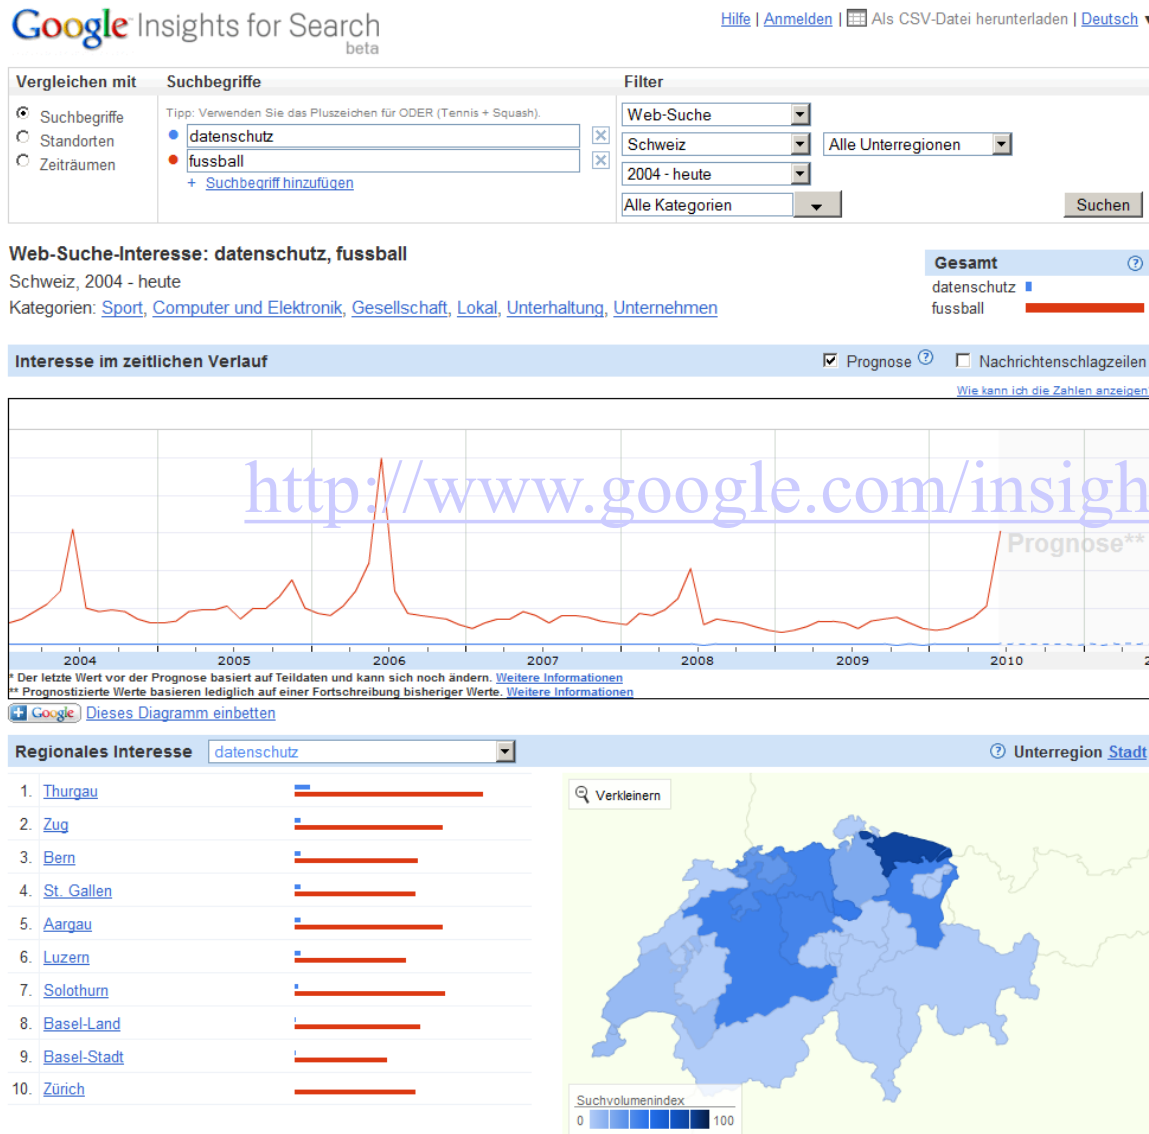 Google Insights for Search
beta
Hilfe | Anmelden | Als CSV-Datei herunterladen | Deutsch
Vergleichen mit Suchbegriffe Filter
Suchbegriffe
Standorten
Zeiträumen
Tipp: Verwenden Sie das Pluszeichen für ODER (Tennis + Squash).
datenschutz
fussball
+ Suchbegriff hinzufügen
Web-Suche
Schweiz Alle Unterregionen
2004 - heute
Alle Kategorien Suchen
Web-Suche-Interesse: datenschutz, fussball
Schweiz, 2004 - heute
Kategorien: Sport, Computer und Elektronik, Gesellschaft, Lokal, Unterhaltung, Unternehmen
Gesamt ?
datenschutz
fussball
Interesse im zeitlichen Verlauf Prognose ? Nachrichtenschlagzeilen
Wie kann ich die Zahlen anzeigen
http://www.google.com/insigh
Prognose**
2004 2005 2006 2007 2008 2009 2010 2
* Der letzte Wert vor der Prognose basiert auf Teildaten und kann sich noch ändern. Weitere Informationen
** Prognostizierte Werte basieren lediglich auf einer Fortschreibung bisheriger Werte. Weitere Informationen
+ Google Dieses Diagramm einbetten
Regionales Interesse datenschutz ? Unterregion Stadt
1. Thurgau
2. Zug
3. Bern
4. St. Gallen
5. Aargau
6. Luzern
7. Solothurn
8. Basel-Land
9. Basel-Stadt
10. Zürich
Verkleinern
Suchvolumenindex
0 100